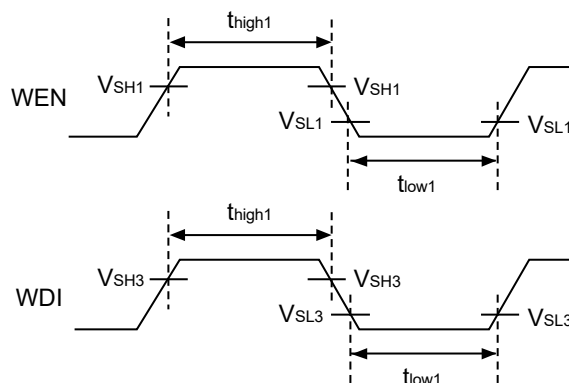 thigh1
VSH1 VSH1
WEN
VSL1 VSL1
tlow1
thigh1
VSH3 VSH3
WDI
VSL3 VSL3
tlow1